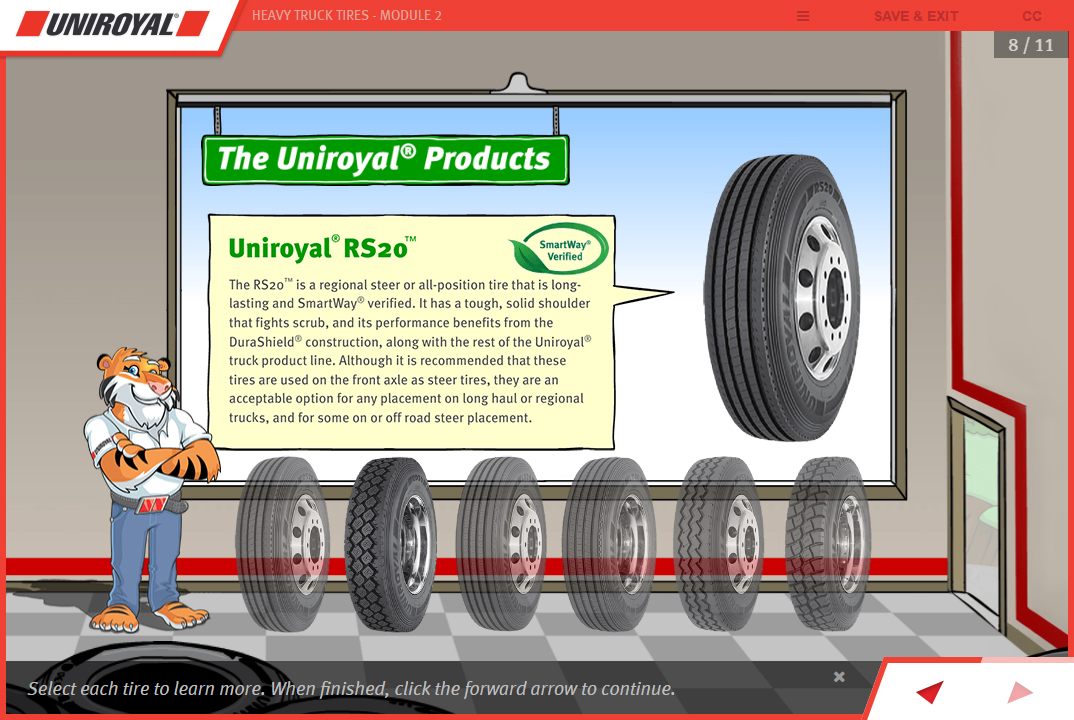 UNIROYAL®
HEAVY TRUCK TIRES - MODULE 2
SAVE & EXIT
CC
8 / 11
The Uniroyal® Products
Uniroyal® RS20™
SmartWay®
Verified
The RS20™ is a regional steer or all-position tire that is long-
lasting and SmartWay® verified. It has a tough, solid shoulder
that fights scrub, and its performance benefits from the
DuraShield® construction, along with the rest of the Uniroyal®
truck product line. Although it is recommended that these
tires are used on the front axle as steer tires, they are an
acceptable option for any placement on long haul or regional
trucks, and for some on or off road steer placement.
RS20
UNIROYAL
Select each tire to learn more. When finished, click the forward arrow to continue.